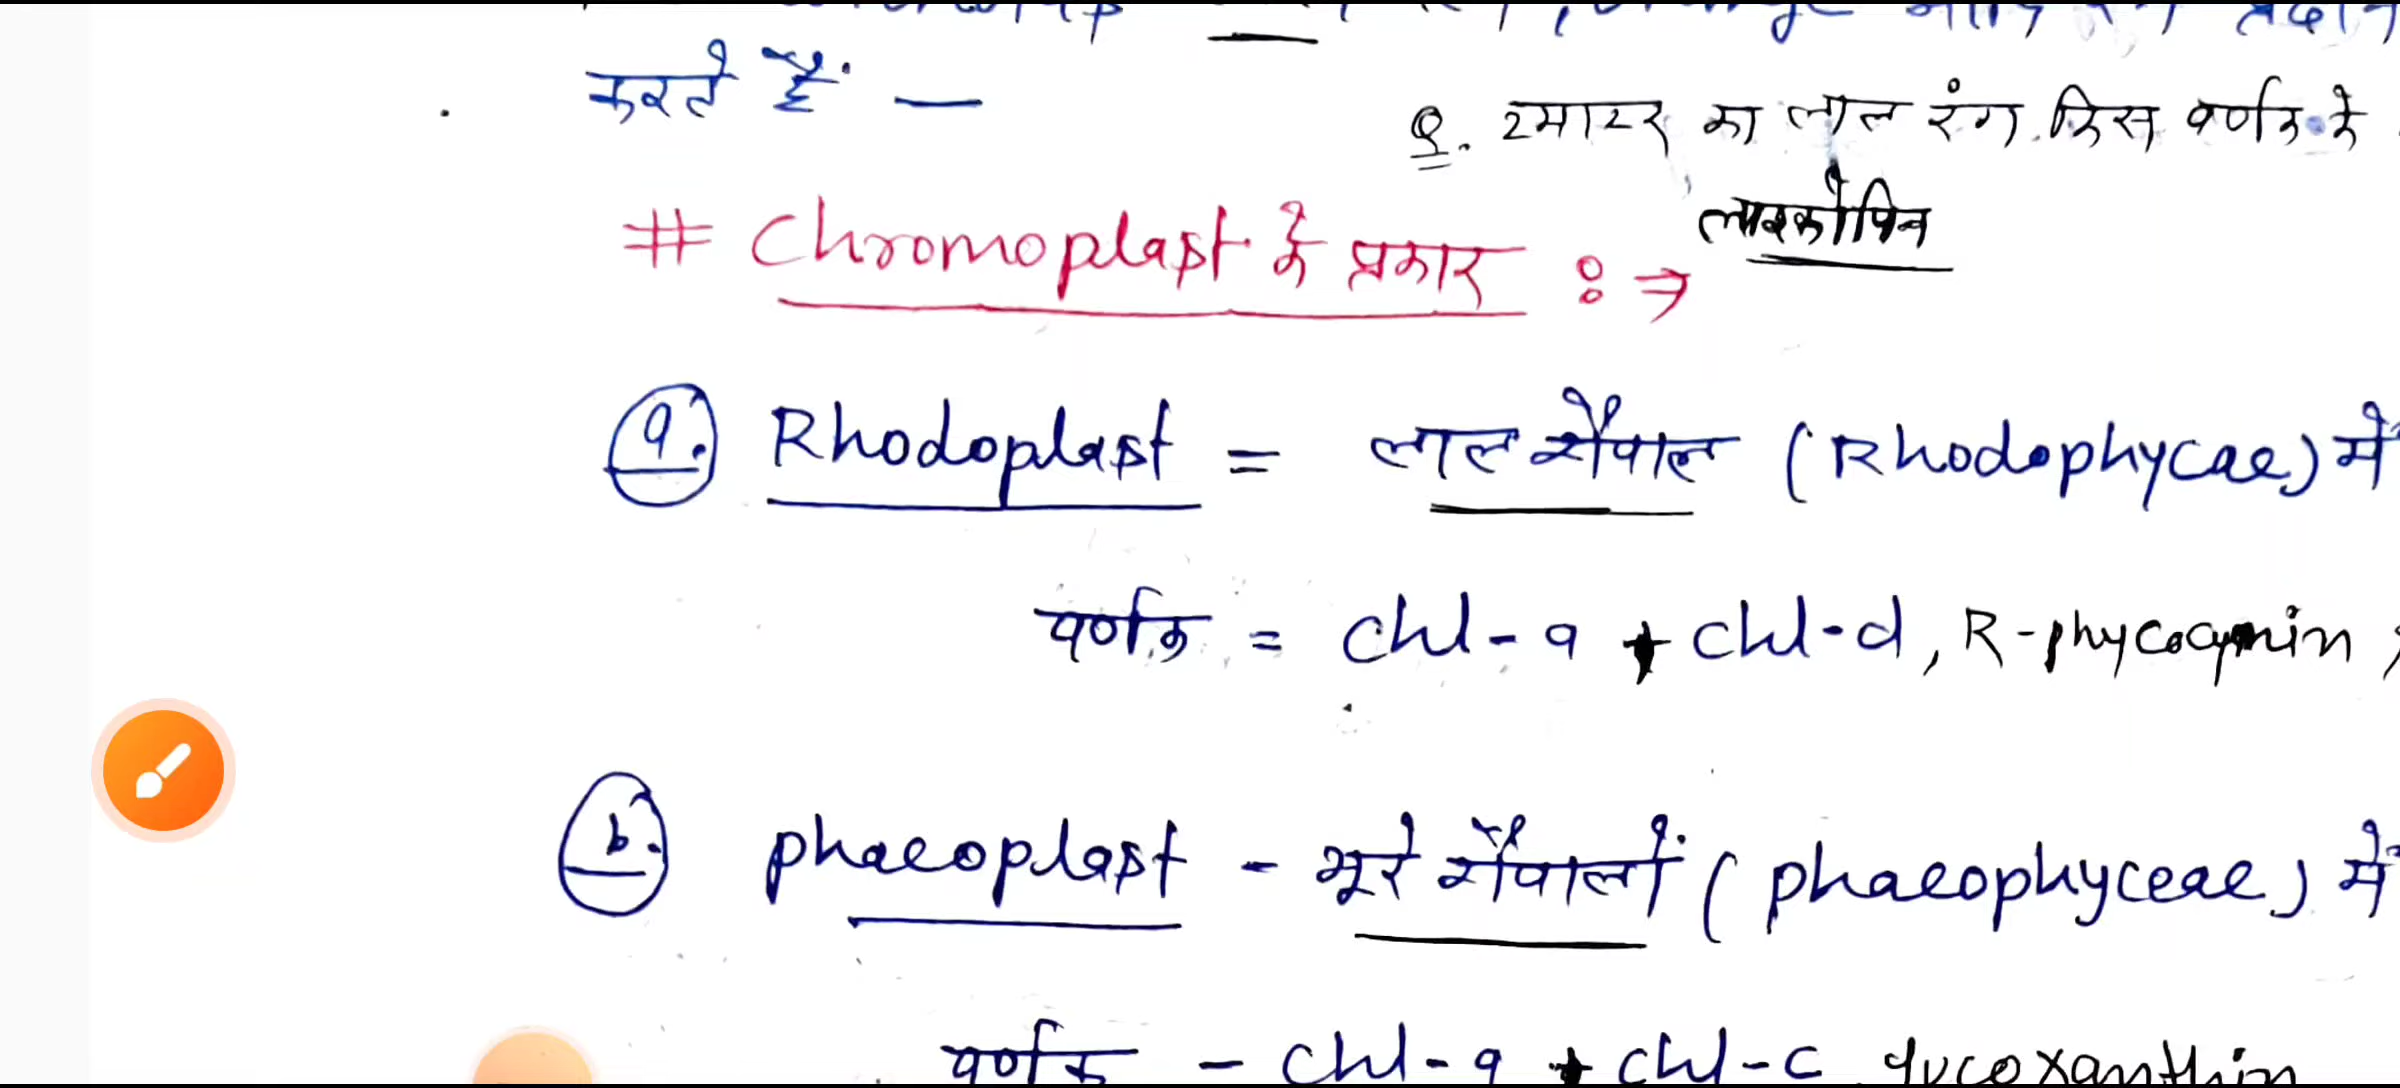 करते हैं —
Q. टमाटर का लाल रंग किस वर्णक के
लाइकोपिन
# Chromoplast के प्रकार :→
a. Rhodoplast = लाल शैवाल (Rhodophycae) में
वर्णक = chl-a + chl-d, R-phycocynin,
b. phaeoplast - भूरे शैवालों (phaeophyceae) में
वर्णक - chl-a + chl-c